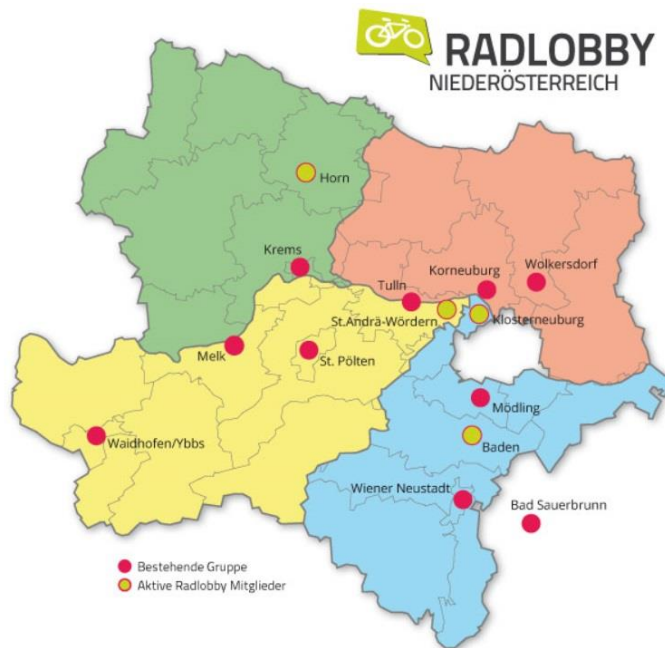 RADLOBBY
NIEDERÖSTERREICH
Horn
Krems
Tulln
Korneuburg
Wolkersdorf
St.Andrä-Wördern
Klosterneuburg
Melk
St. Pölten
Mödling
Waidhofen/Ybbs
Baden
Wiener Neustadt
Bad Sauerbrunn
Bestehende Gruppe
Aktive Radlobby Mitglieder